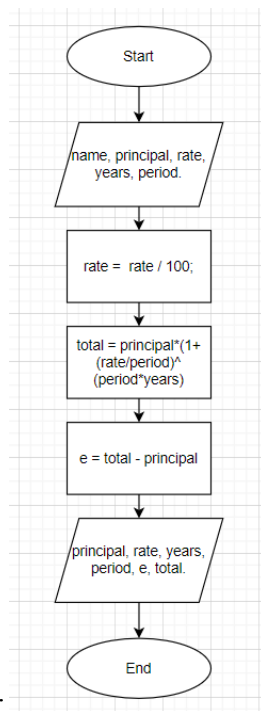 Start
name, principal, rate,
years, period.
rate =  rate / 100;
total = principal*(1+
(rate/period)^
(period*years)
e = total - principal
principal, rate, years,
period, e, total.
End